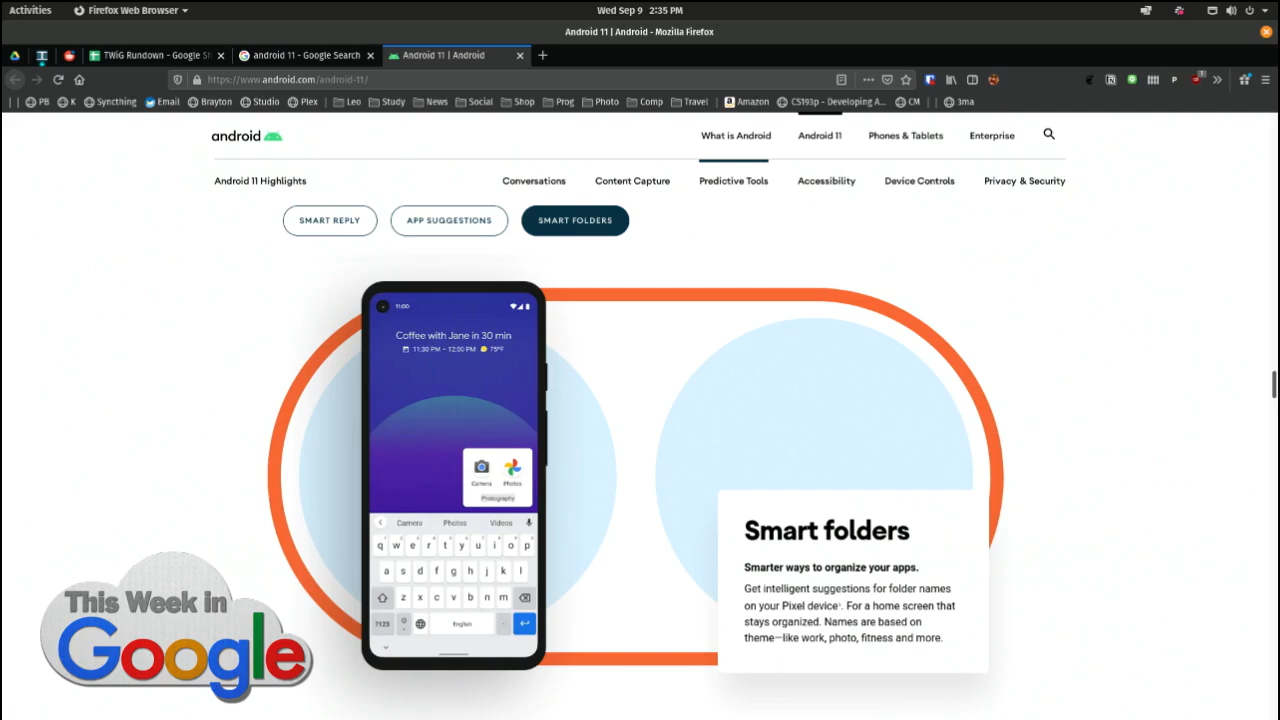 Activities
Firefox Web Browser
Wed Sep 9 2:35 PM
Android 11 | Android - Mozilla Firefox
TWiG Rundown - Google Sh
android 11 - Google Search
Android 11 | Android
https://www.android.com/android-11/
PB
K
Syncthing
Email
Brayton
Studio
Plex
Leo
Study
News
Social
Shop
Prog
Photo
Comp
Travel
Amazon
CS193p - Developing A...
CM
3ma
android
What is Android
Android 11
Phones & Tablets
Enterprise
Android 11 Highlights
Conversations
Content Capture
Predictive Tools
Accessibility
Device Controls
Privacy & Security
SMART REPLY
APP SUGGESTIONS
SMART FOLDERS
11:00
Coffee with Jane in 30 min
11:30 PM – 12:00 PM 75°F
Camera Photos
Photography
Camera Photos Videos
q w e r t y u i o p
a s d f g h j k l
z x c v b n m
?123 English
Smart folders
Smarter ways to organize your apps.
Get intelligent suggestions for folder names
on your Pixel device¹. For a home screen that
stays organized. Names are based on
theme—like work, photo, fitness and more.
This Week in
Google